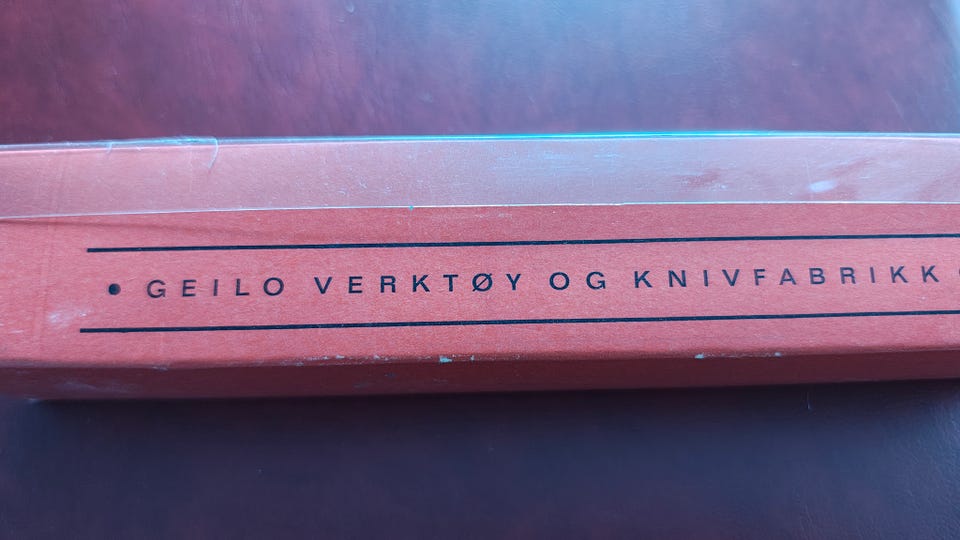 • GEILO VERKTØY OG KNIVFABRIKK